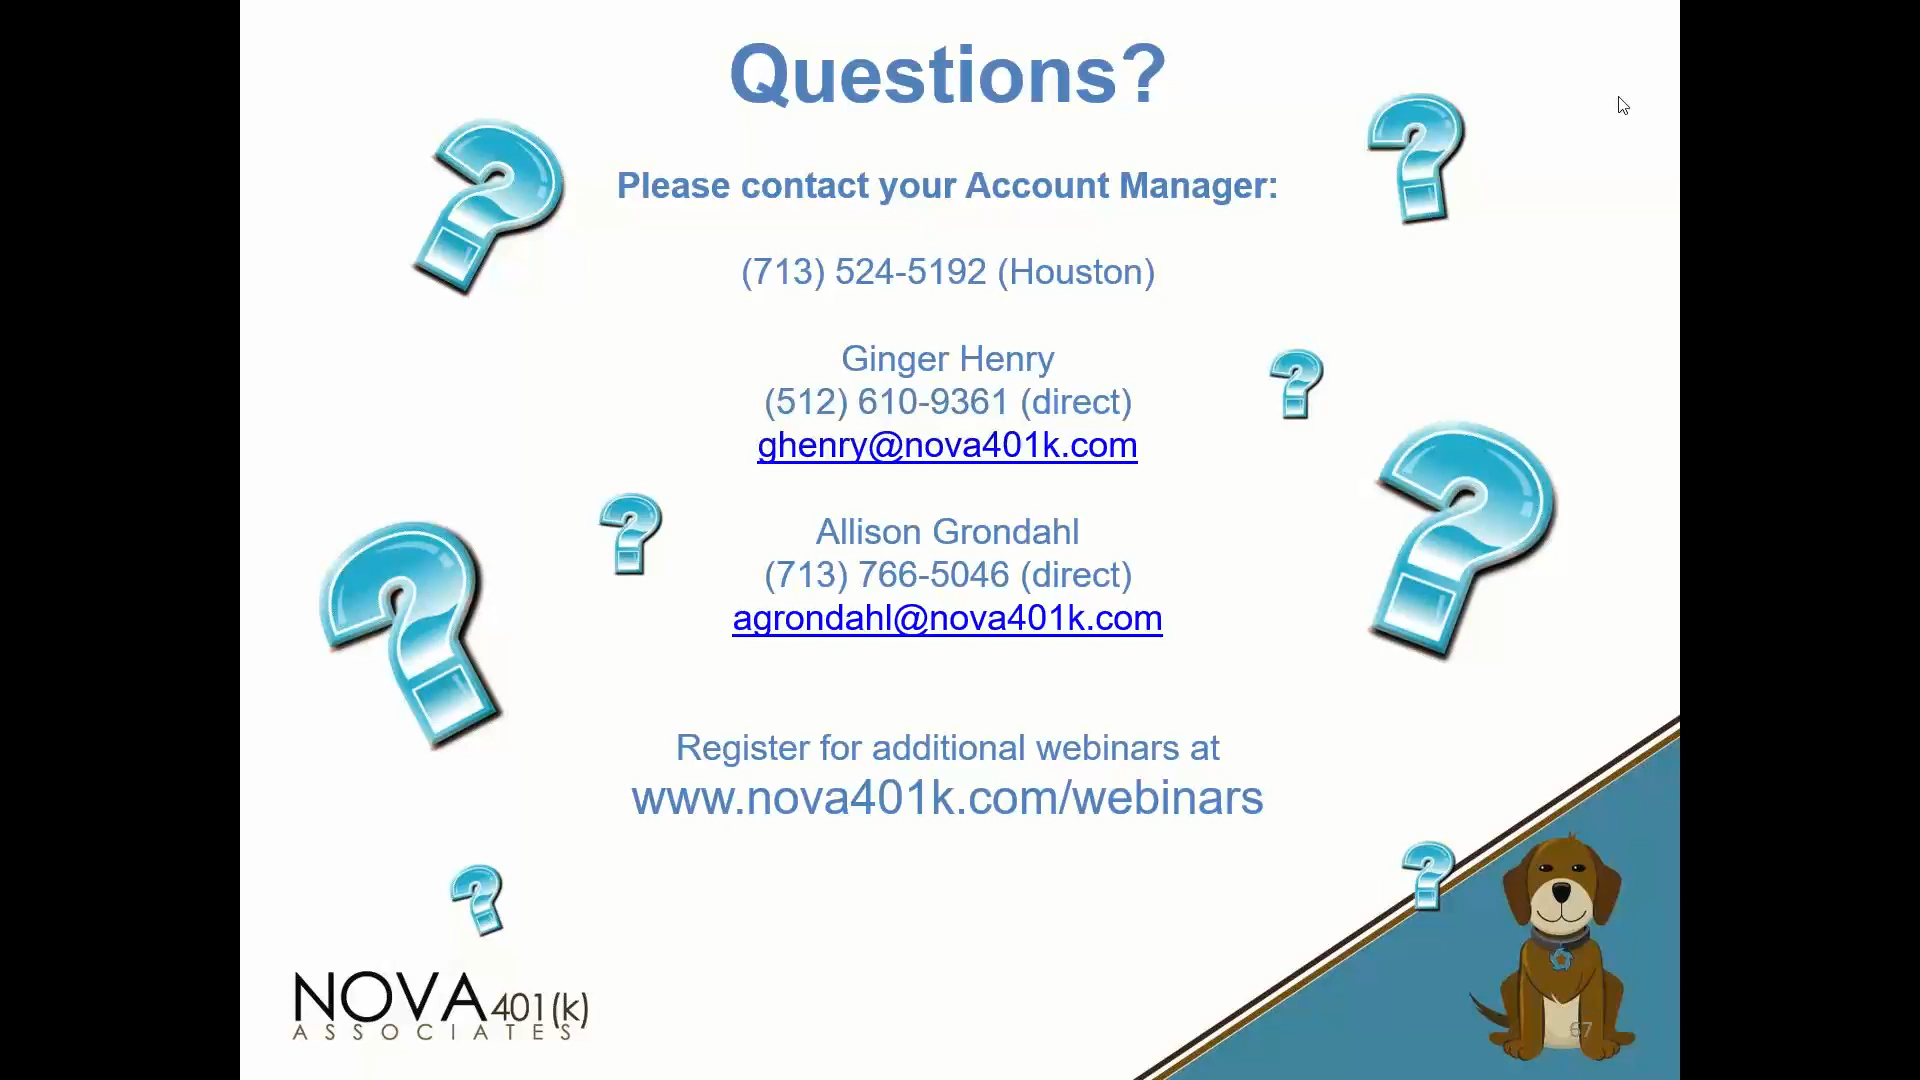 Questions?
Please contact your Account Manager:
(713) 524-5192 (Houston)
Ginger Henry
(512) 610-9361 (direct)
ghenry@nova401k.com
Allison Grondahl
(713) 766-5046 (direct)
agrondahl@nova401k.com
Register for additional webinars at
www.nova401k.com/webinars
NOVA 401(k)
ASSOCIATES
67